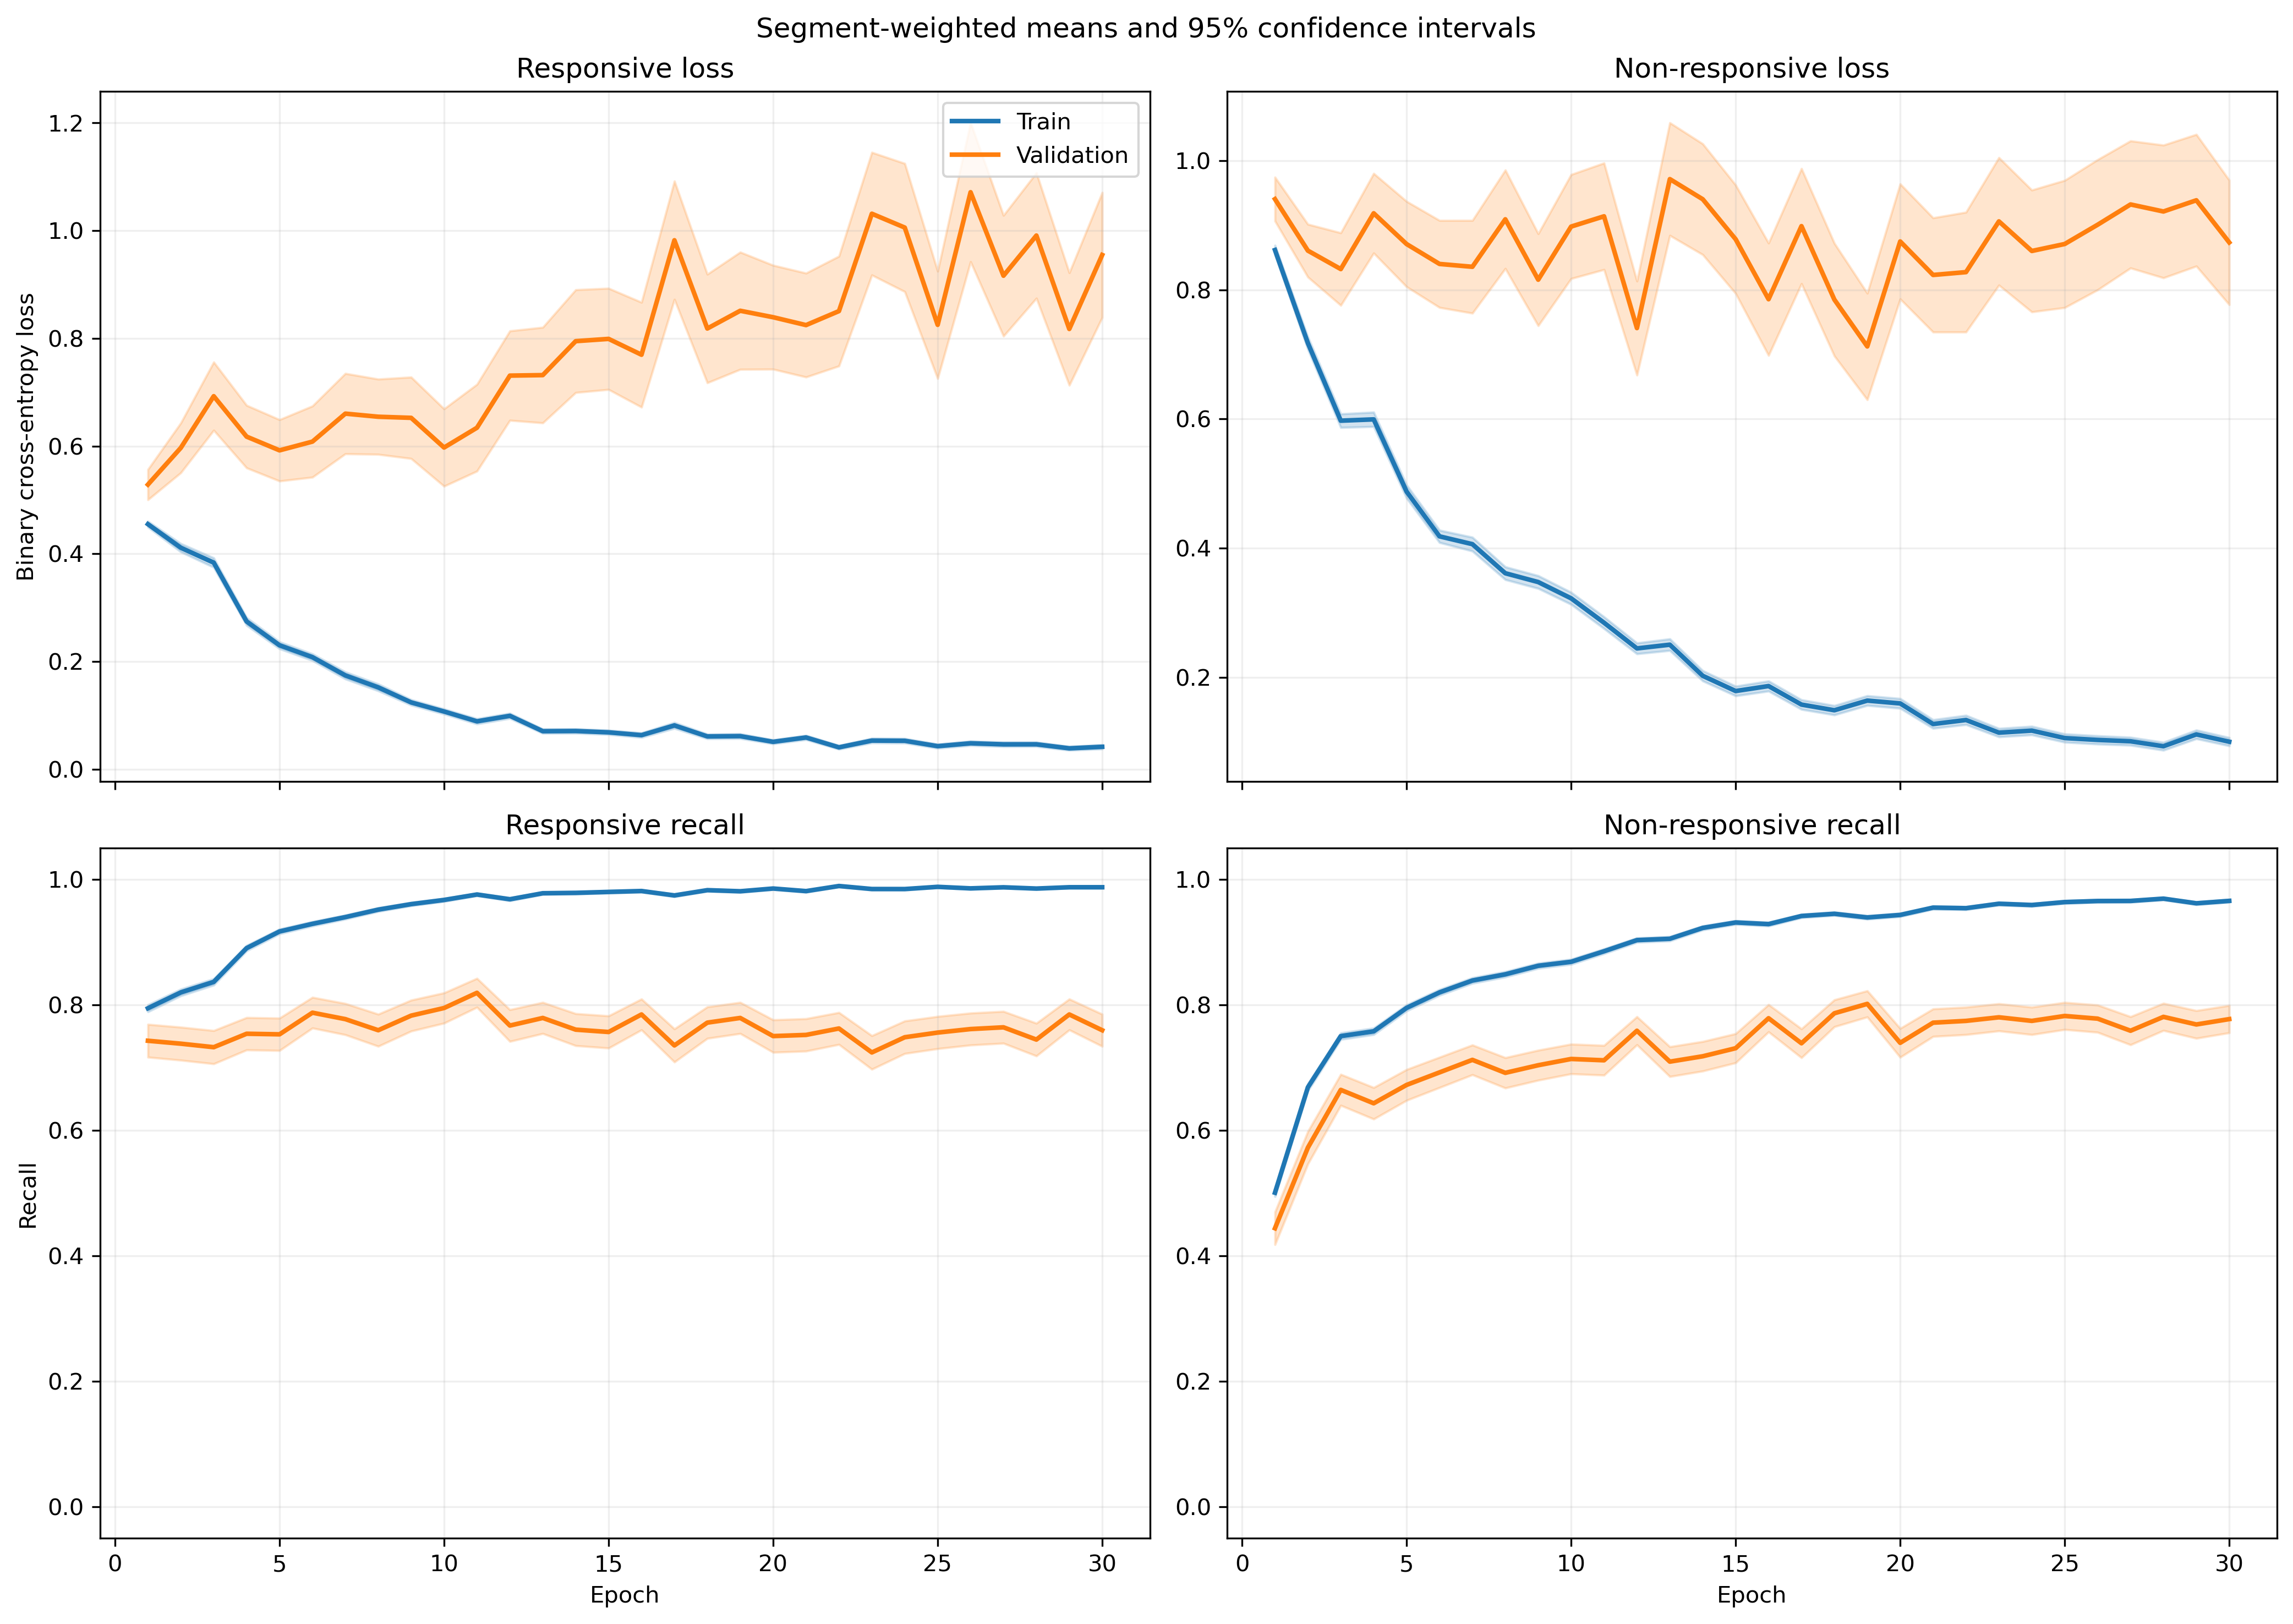 Segment-weighted means and 95% confidence intervals
Responsive loss
Non-responsive loss
Binary cross-entropy loss
1.2
1.0
0.8
0.6
0.4
0.2
0.0
Train
Validation
1.0
0.8
0.6
0.4
0.2
Responsive recall
Non-responsive recall
Recall
1.0
0.8
0.6
0.4
0.2
0.0
0 5 10 15 20 25 30
Epoch
1.0
0.8
0.6
0.4
0.2
0.0
0 5 10 15 20 25 30
Epoch